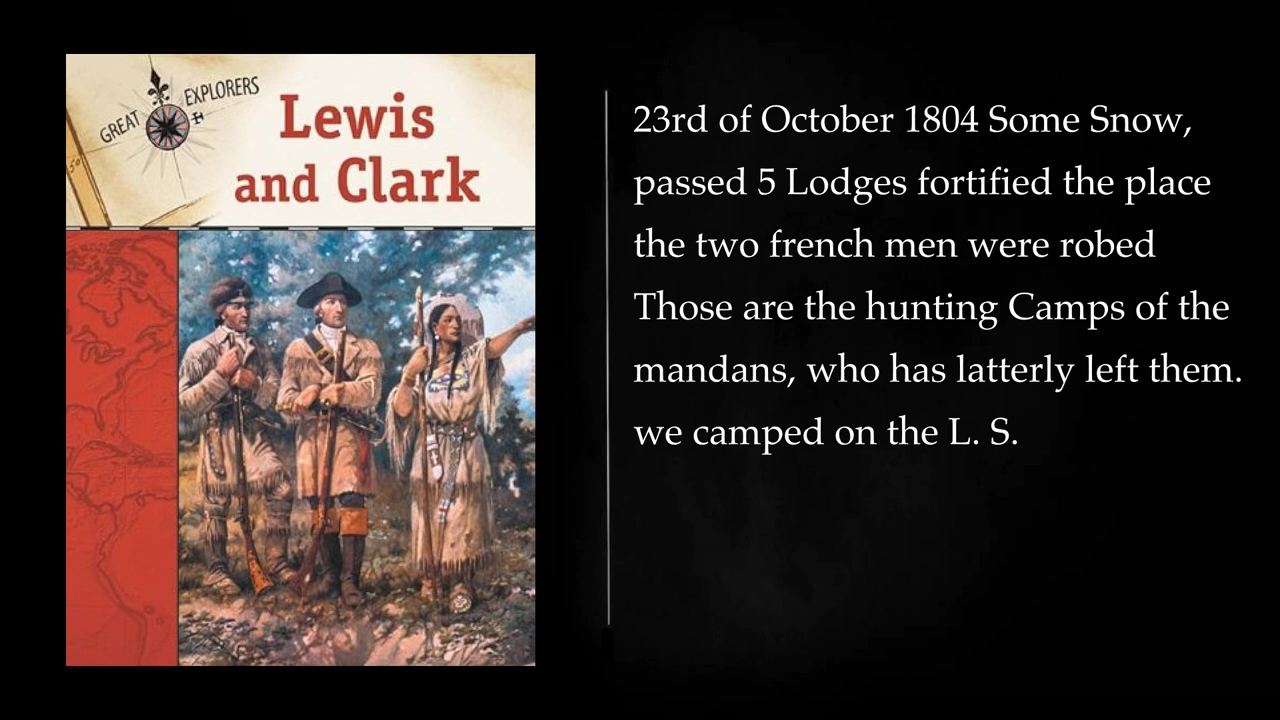 GREAT EXPLORERS
Lewis
and Clark
50
23rd of October 1804 Some Snow,
passed 5 Lodges fortified the place
the two french men were robed
Those are the hunting Camps of the
mandans, who has latterly left them.
we camped on the L. S.